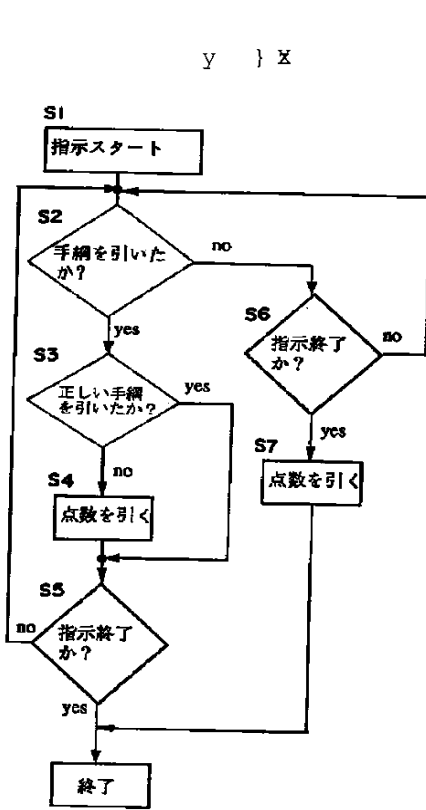 y } x
S1
指示スタート
S2
手綱を引いた
か?
no
yes
S6
指示終了
か?
no
yes
S3
正しい手綱
を引いたか?
yes
no
S7
点数を引く
S4
点数を引く
S5
指示終了
か?
no
yes
終了